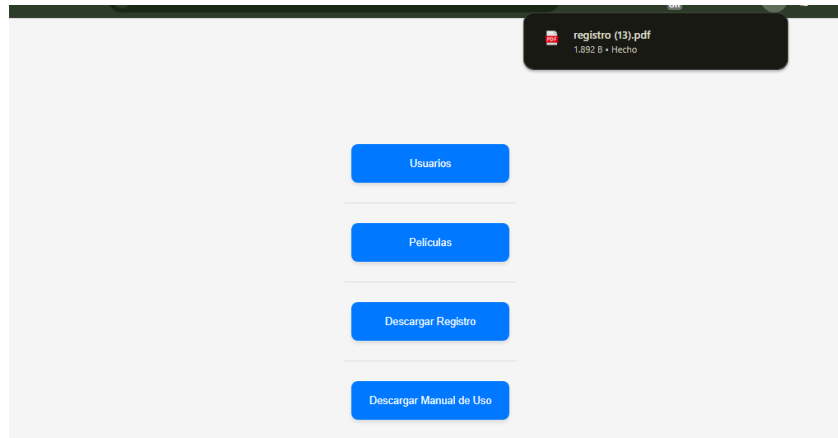 registro (13).pdf
1.892 B • Hecho
Usuarios
Películas
Descargar Registro
Descargar Manual de Uso